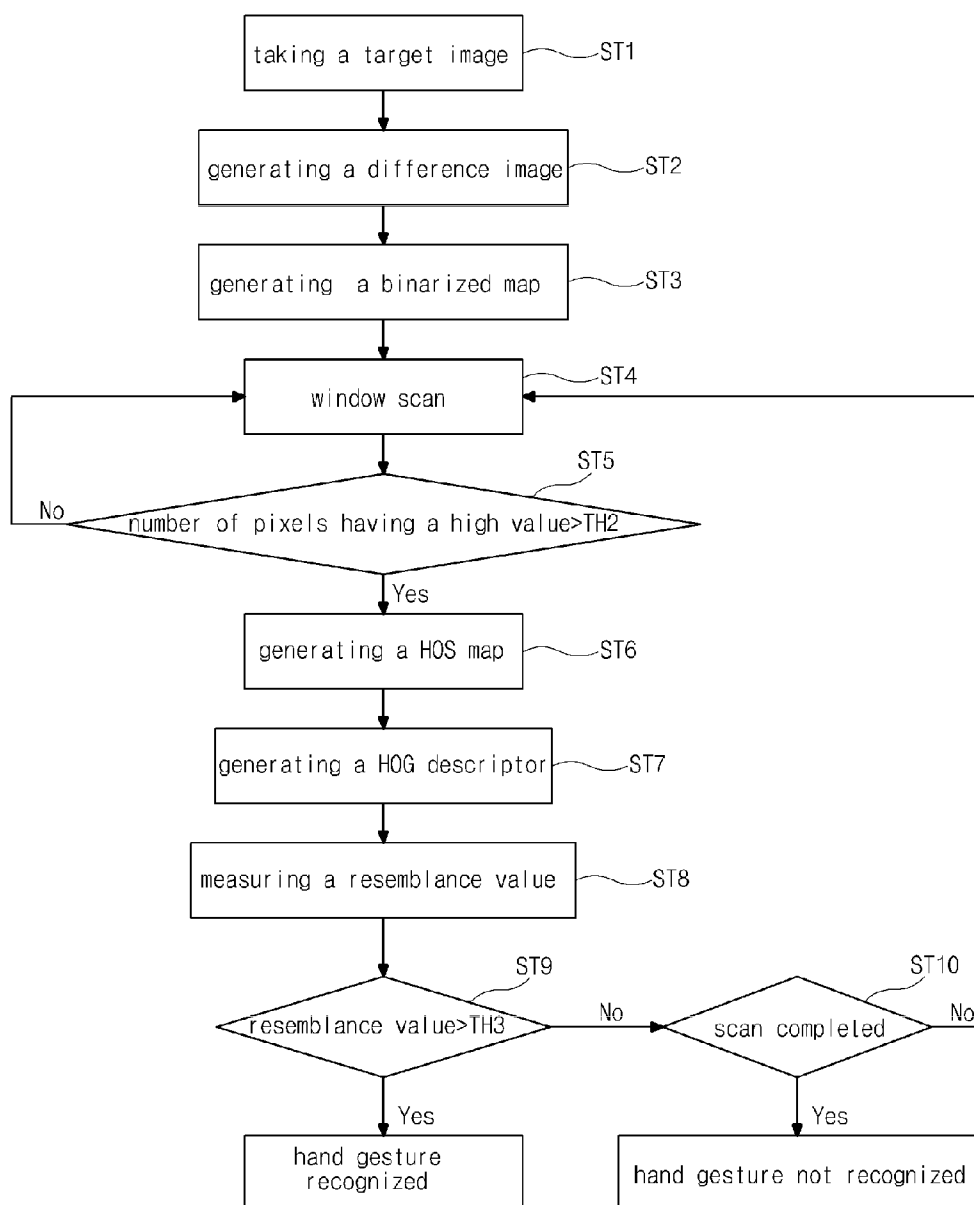 taking a target image
ST1
generating a difference image
ST2
generating a binarized map
ST3
window scan
ST4
number of pixels having a high value>TH2
ST5
No
Yes
generating a HOS map
ST6
generating a HOG descriptor
ST7
measuring a resemblance value
ST8
resemblance value>TH3
ST9
No
scan completed
ST10
No
Yes
Yes
hand gesture
recognized
hand gesture not recognized